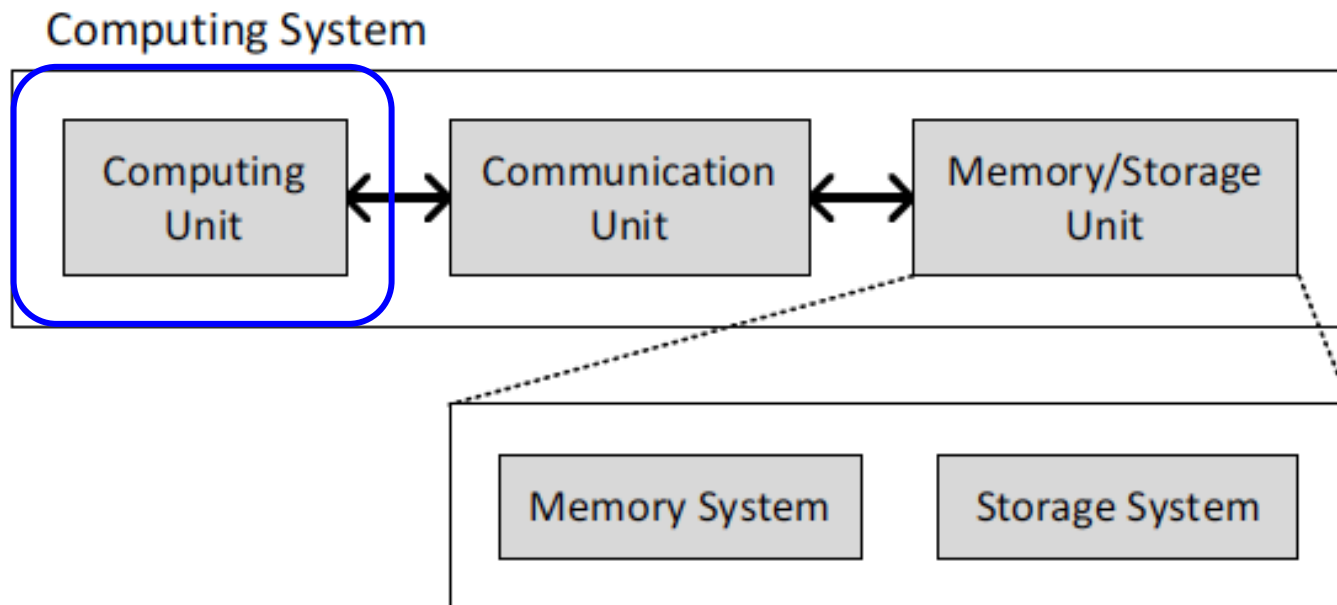 Computing System
Computing
Unit
Communication
Unit
Memory/Storage
Unit
Memory System
Storage System